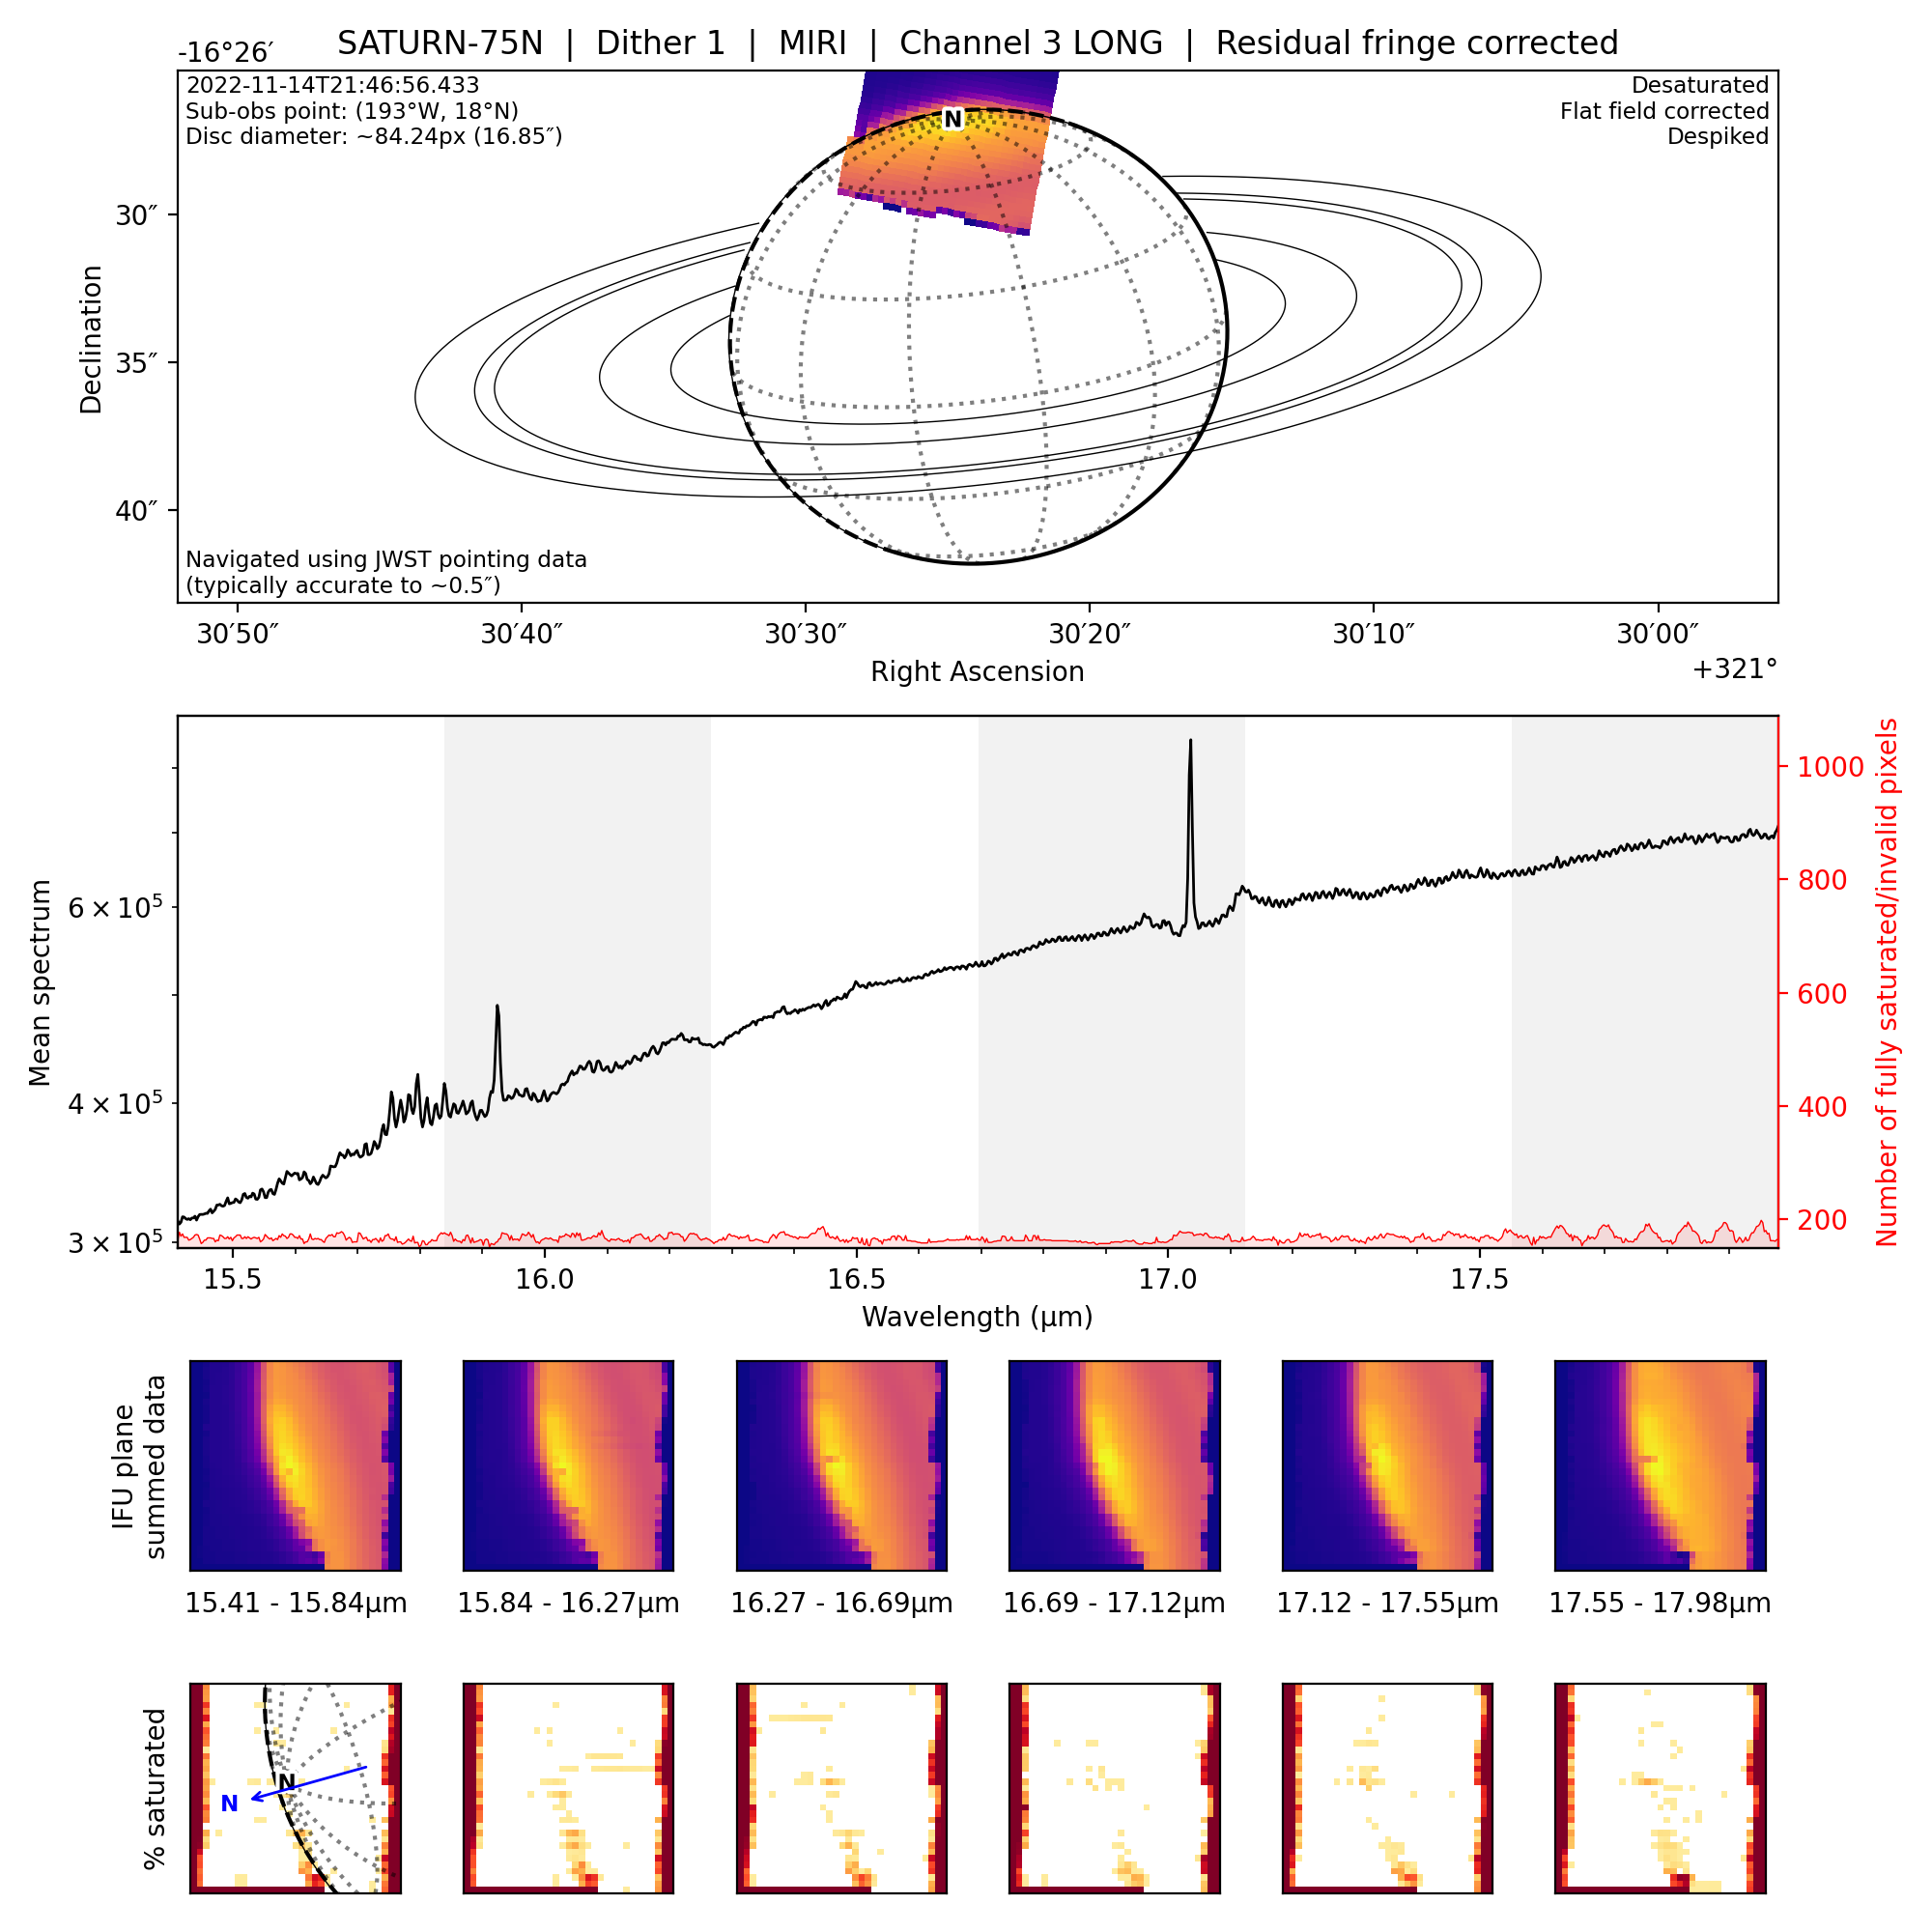 SATURN-75N | Dither 1 | MIRI | Channel 3 LONG | Residual fringe corrected
-16°26′
2022-11-14T21:46:56.433
Sub-obs point: (193°W, 18°N)
Disc diameter: ~84.24px (16.85″)
Desaturated
Flat field corrected
Despiked
N
30″
35″
40″
Declination
Navigated using JWST pointing data
(typically accurate to ~0.5″)
30′50″ 30′40″ 30′30″ 30′20″ 30′10″ 30′00″
Right Ascension
+321°
Mean spectrum
6 × 10⁵
4 × 10⁵
3 × 10⁵
1000
800
600
400
200
Number of fully saturated/invalid pixels
15.5 16.0 16.5 17.0 17.5
Wavelength (µm)
IFU plane
summed data
15.41 - 15.84µm 15.84 - 16.27µm 16.27 - 16.69µm 16.69 - 17.12µm 17.12 - 17.55µm 17.55 - 17.98µm
% saturated
N
N